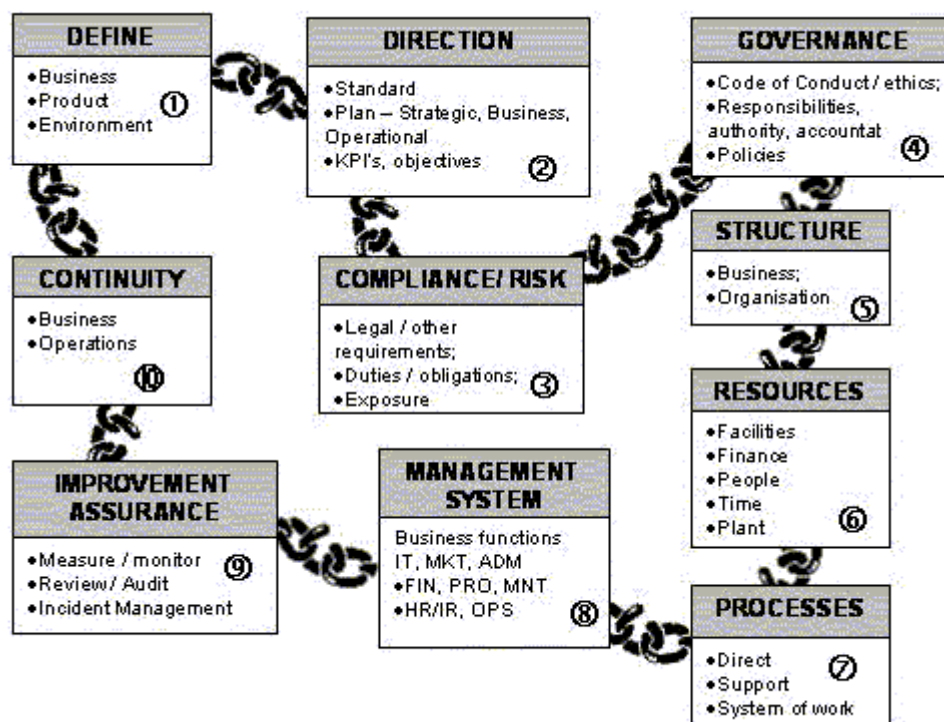 DEFINE
•Business
•Product
•Environment
①
DIRECTION
•Standard
•Plan – Strategic, Business,
Operational
•KPI's, objectives
②
COMPLIANCE/ RISK
•Legal / other
requirements;
•Duties / obligations;
•Exposure
③
GOVERNANCE
•Code of Conduct / ethics;
•Responsibilities,
authority, accountat
•Policies
④
STRUCTURE
•Business;
•Organisation
⑤
RESOURCES
•Facilities
•Finance
•People
•Time
•Plant
⑥
PROCESSES
•Direct
•Support
•System of work
⑦
MANAGEMENT
SYSTEM
Business functions
IT, MKT, ADM
•FIN, PRO, MNT
•HR/IR, OPS
⑧
IMPROVEMENT
ASSURANCE
•Measure / monitor
•Review / Audit
•Incident Management
⑨
CONTINUITY
•Business
•Operations
⑩